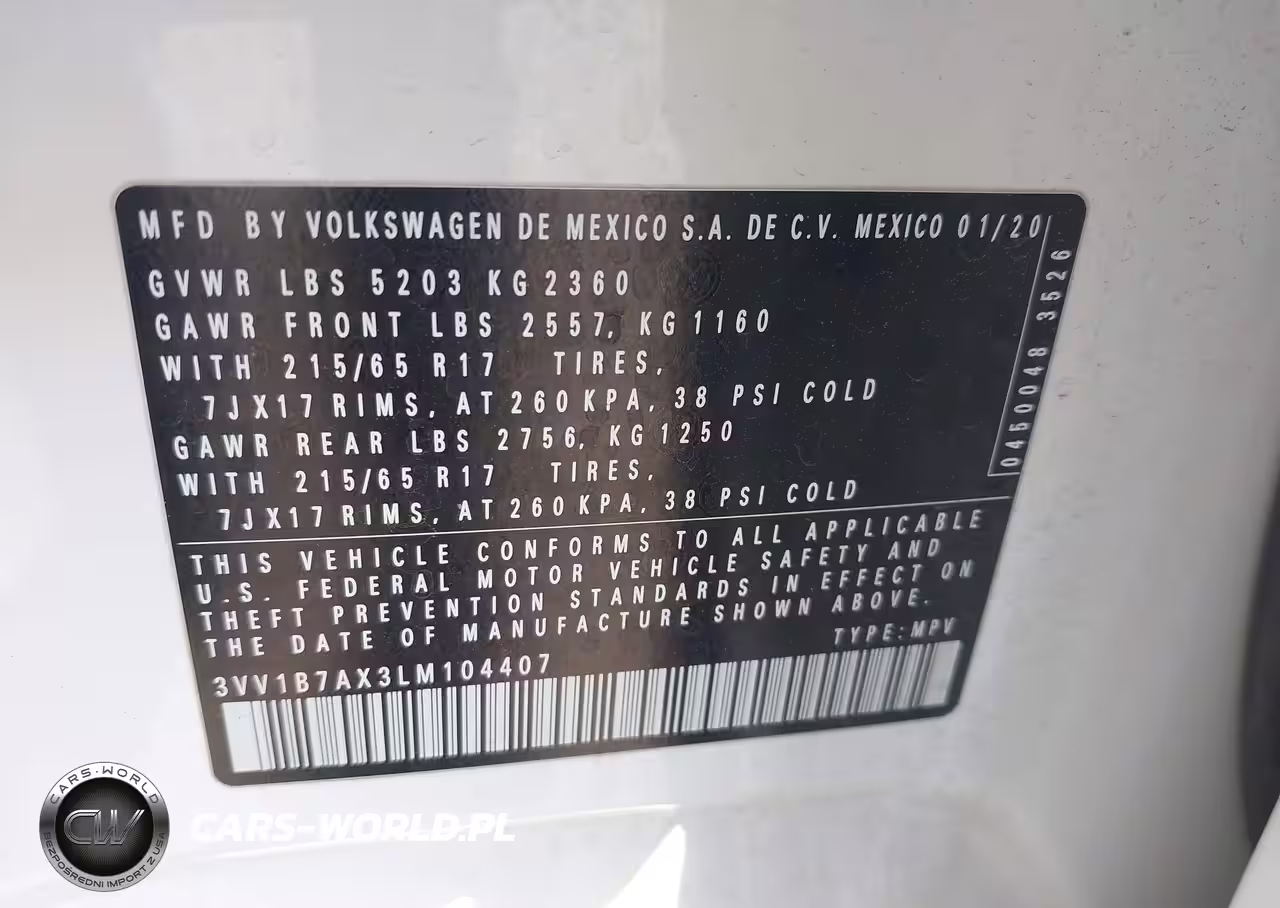 MFD BY VOLKSWAGEN DE MEXICO S.A. DE C.V. MEXICO 01/20
GVWR LBS 5203 KG 2360
GAWR FRONT LBS 2557, KG 1160
WITH 215/65 R17 TIRES,
7JX17 RIMS, AT 260 KPA, 38 PSI COLD
GAWR REAR LBS 2756, KG 1250
WITH 215/65 R17 TIRES,
7JX17 RIMS, AT 260 KPA, 38 PSI COLD
0450048 3526
THIS VEHICLE CONFORMS TO ALL APPLICABLE
U.S. FEDERAL MOTOR VEHICLE SAFETY AND
THEFT PREVENTION STANDARDS IN EFFECT ON
THE DATE OF MANUFACTURE SHOWN ABOVE.
TYPE:MPV
3VV1B7AX3LM104407
CARS-WORLD
CW
BEZPOŚREDNI IMPORT Z USA
CARS-WORLD.PL